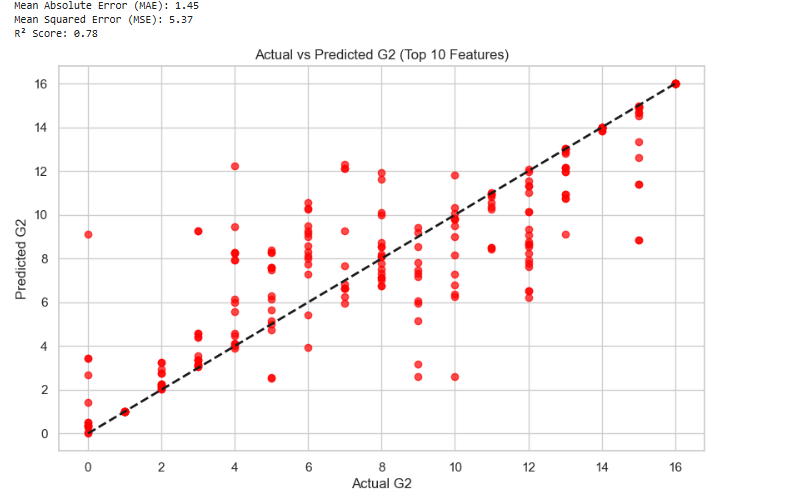 Mean Absolute Error (MAE): 1.45
Mean Squared Error (MSE): 5.37
R² Score: 0.78
Actual vs Predicted G2 (Top 10 Features)
16
14
12
10
8
6
4
2
0
Predicted G2
0 2 4 6 8 10 12 14 16
Actual G2